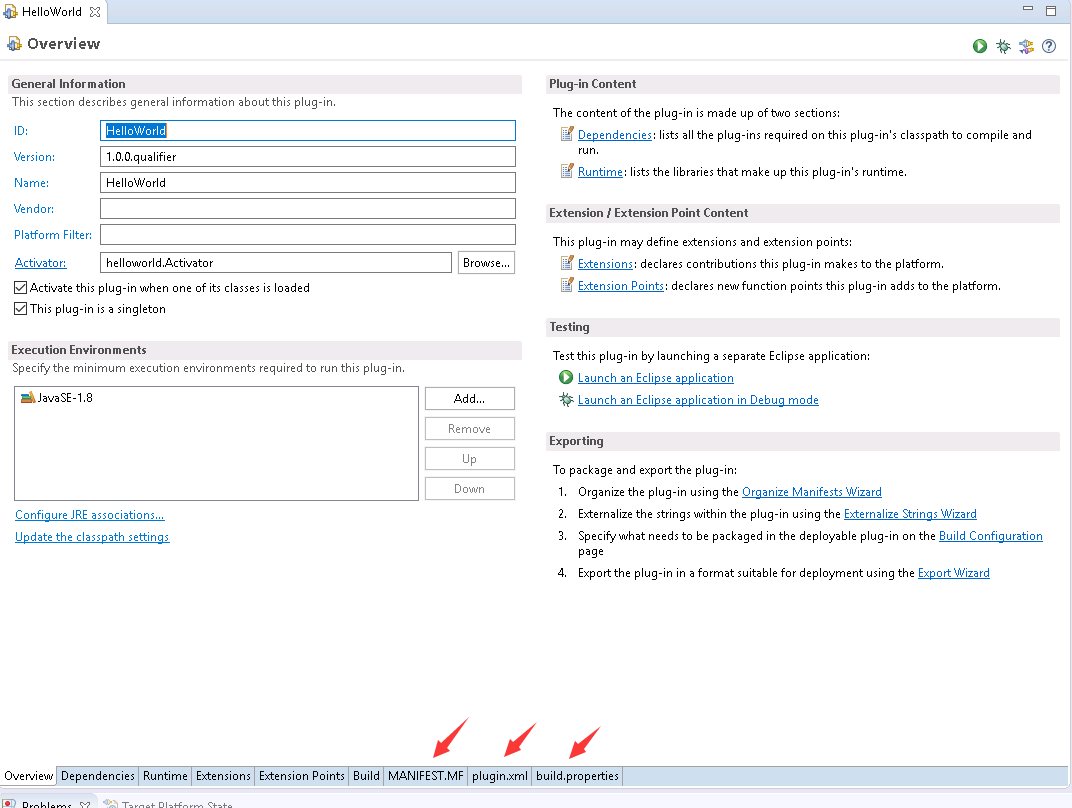 HelloWorld
Overview
General Information
This section describes general information about this plug-in.
ID: HelloWorld
Version: 1.0.0.qualifier
Name: HelloWorld
Vendor:
Platform Filter:
Activator: helloworld.Activator Browse...
Activate this plug-in when one of its classes is loaded
This plug-in is a singleton
Execution Environments
Specify the minimum execution environments required to run this plug-in.
JavaSE-1.8
Add...
Remove
Up
Down
Configure JRE associations...
Update the classpath settings
Plug-in Content
The content of the plug-in is made up of two sections:
Dependencies: lists all the plug-ins required on this plug-in's classpath to compile and
run.
Runtime: lists the libraries that make up this plug-in's runtime.
Extension / Extension Point Content
This plug-in may define extensions and extension points:
Extensions: declares contributions this plug-in makes to the platform.
Extension Points: declares new function points this plug-in adds to the platform.
Testing
Test this plug-in by launching a separate Eclipse application:
Launch an Eclipse application
Launch an Eclipse application in Debug mode
Exporting
To package and export the plug-in:
1. Organize the plug-in using the Organize Manifests Wizard
2. Externalize the strings within the plug-in using the Externalize Strings Wizard
3. Specify what needs to be packaged in the deployable plug-in on the Build Configuration
page
4. Export the plug-in in a format suitable for deployment using the Export Wizard
Overview Dependencies Runtime Extensions Extension Points Build MANIFEST.MF plugin.xml build.properties
Problems Target Platform State